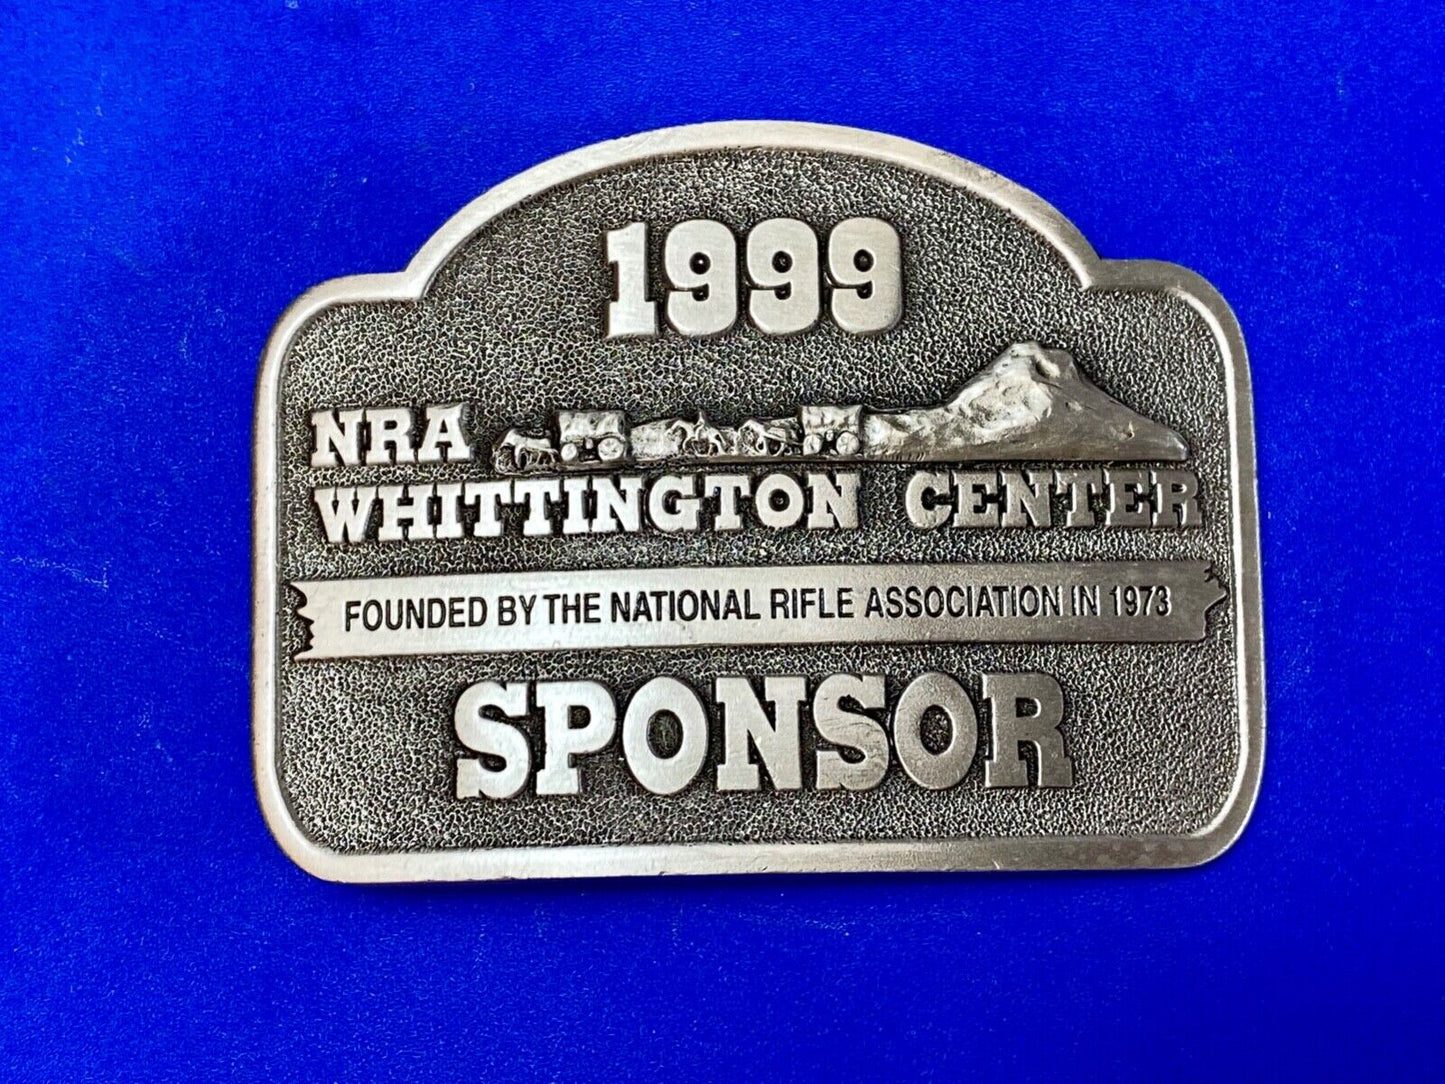 1999
NRA
WHITTINGTON CENTER
FOUNDED BY THE NATIONAL RIFLE ASSOCIATION IN 1973
SPONSOR